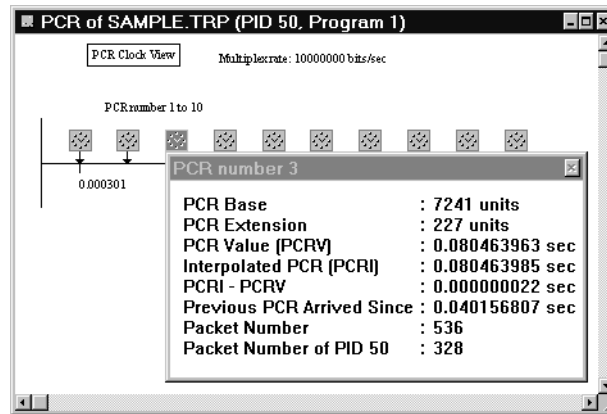 PCR of SAMPLE.TRP (PID 50, Program 1)
PCR Clock View
Multiplex rate: 10000000 bits/sec
PCR number 1 to 10
0.000301
PCR number 3
PCR Base : 7241 units
PCR Extension : 227 units
PCR Value (PCRV) : 0.080463963 sec
Interpolated PCR (PCRI) : 0.080463985 sec
PCRI - PCRV : 0.000000022 sec
Previous PCR Arrived Since : 0.040156807 sec
Packet Number : 536
Packet Number of PID 50 : 328